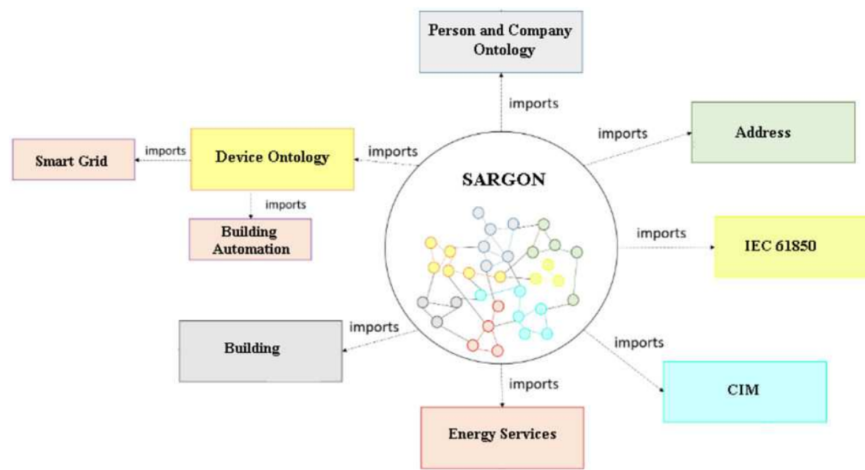 Person and Company
Ontology
imports
imports
Address
imports
Device Ontology
imports
Smart Grid
SARGON
imports
Building
Automation
imports
IEC 61850
imports
Building
imports
CIM
imports
Energy Services